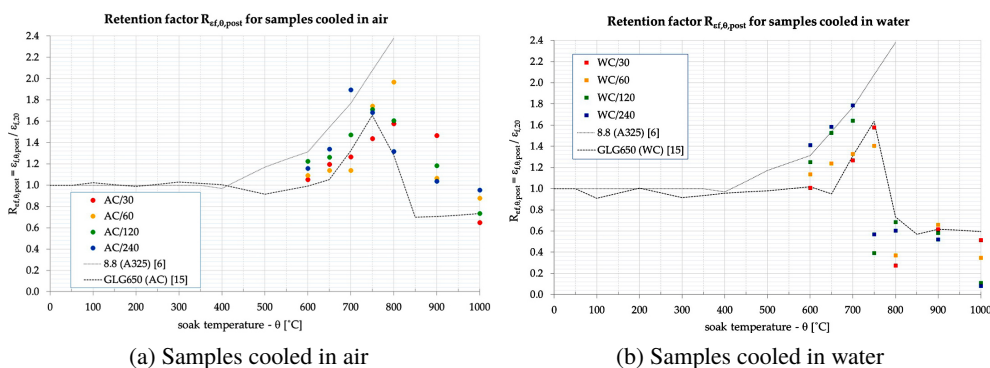 Retention factor Rεf,θ,post for samples cooled in air
Rεf,θ,post= εf,θ,post/ εf,20
2.4
2.2
2.0
1.8
1.6
1.4
1.2
1.0
0.8
0.6
0.4
0.2
0.0
AC/30
AC/60
AC/120
AC/240
8.8 (A325) [6]
GLG650 (AC) [15]
0
100
200
300
400
500
600
700
800
900
1000
soak temperature - θ [˚C]
(a) Samples cooled in air
Retention factor Rεf,θ,post for samples cooled in water
Rεf,θ,post= εf,θ,post/ εf,20
2.4
2.2
2.0
1.8
1.6
1.4
1.2
1.0
0.8
0.6
0.4
0.2
0.0
WC/30
WC/60
WC/120
WC/240
8.8 (A325) [6]
GLG650 (WC) [15]
0
100
200
300
400
500
600
700
800
900
1000
soak temperature - θ [˚C]
(b) Samples cooled in water